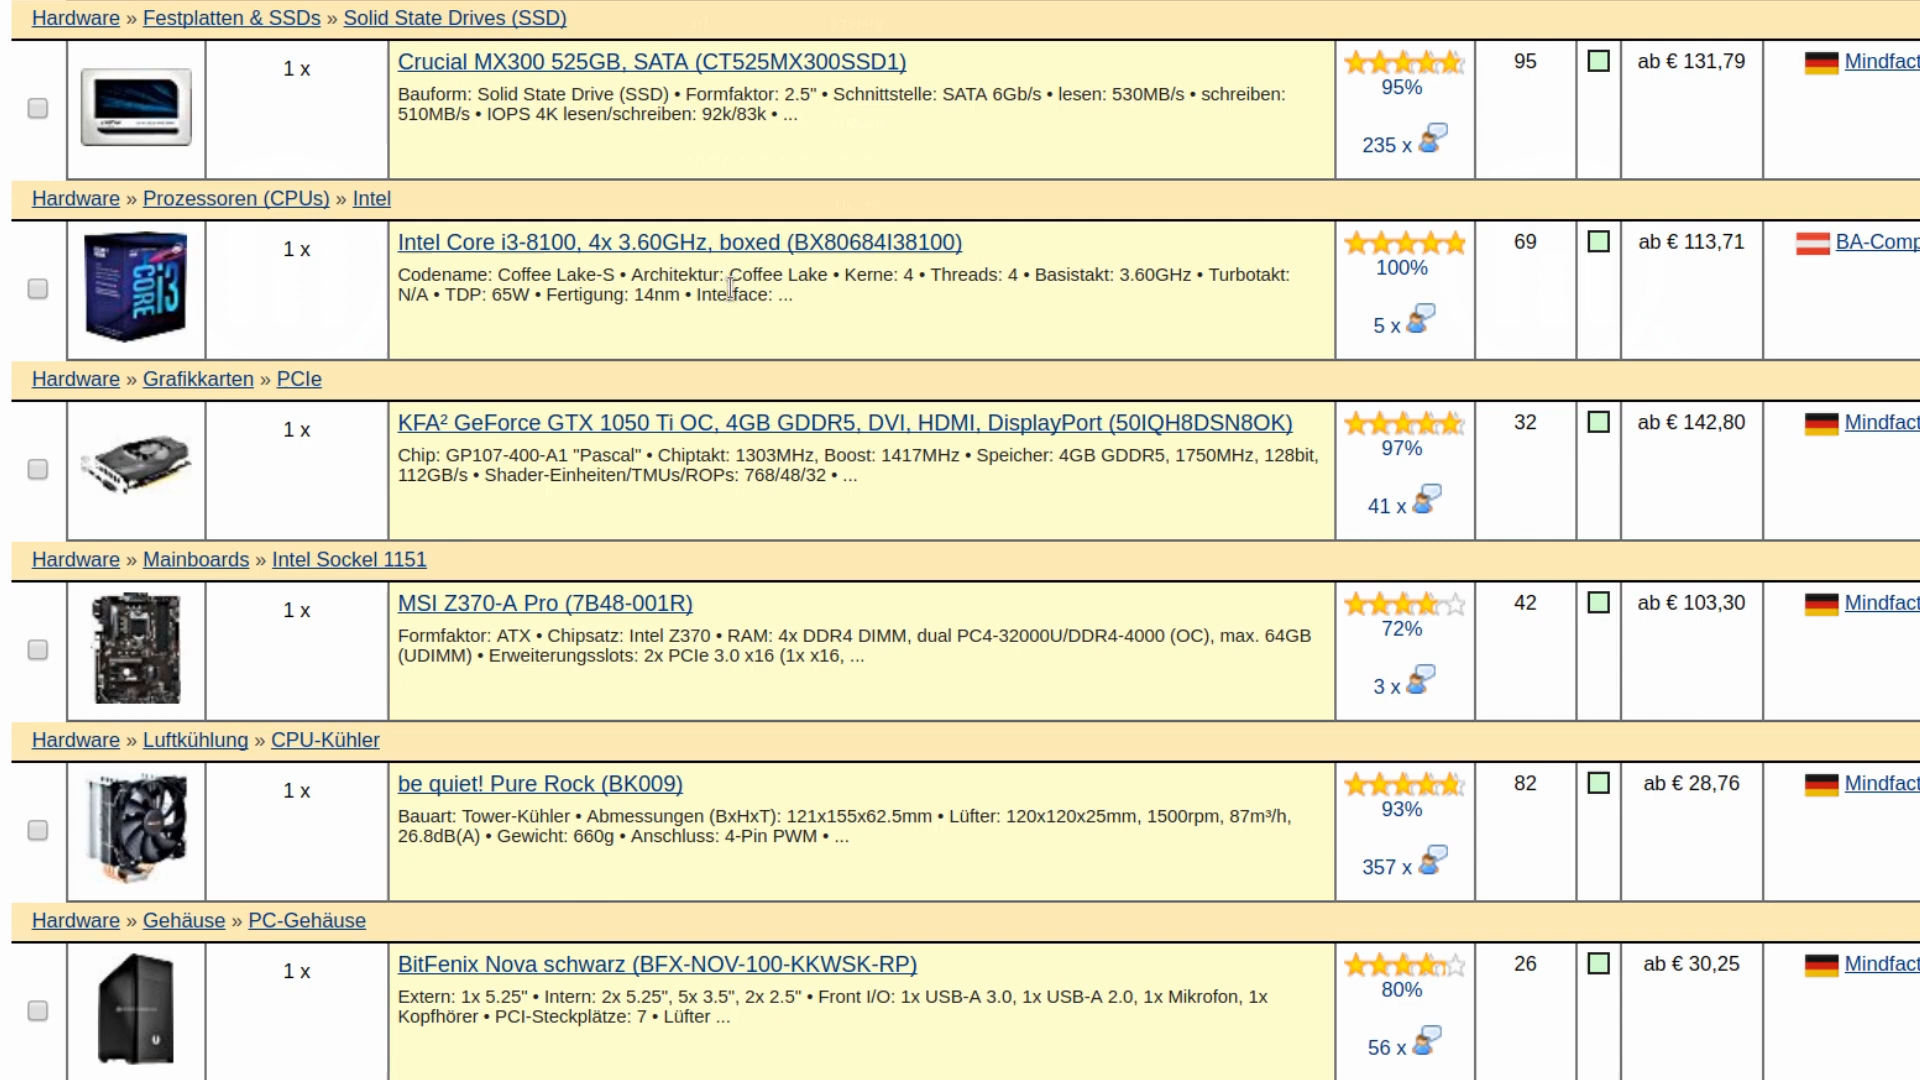 Hardware » Festplatten & SSDs » Solid State Drives (SSD)
1 x
Crucial MX300 525GB, SATA (CT525MX300SSD1)
Bauform: Solid State Drive (SSD) • Formfaktor: 2.5" • Schnittstelle: SATA 6Gb/s • lesen: 530MB/s • schreiben:
510MB/s • IOPS 4K lesen/schreiben: 92k/83k • ...
95%
235 x
95
ab € 131,79
Mindfact
Hardware » Prozessoren (CPUs) » Intel
CORE i3
1 x
Intel Core i3-8100, 4x 3.60GHz, boxed (BX80684I38100)
Codename: Coffee Lake-S • Architektur: Coffee Lake • Kerne: 4 • Threads: 4 • Basistakt: 3.60GHz • Turbotakt:
N/A • TDP: 65W • Fertigung: 14nm • Interface: ...
100%
5 x
69
ab € 113,71
BA-Comp
Hardware » Grafikkarten » PCIe
1 x
KFA² GeForce GTX 1050 Ti OC, 4GB GDDR5, DVI, HDMI, DisplayPort (50IQH8DSN8OK)
Chip: GP107-400-A1 "Pascal" • Chiptakt: 1303MHz, Boost: 1417MHz • Speicher: 4GB GDDR5, 1750MHz, 128bit,
112GB/s • Shader-Einheiten/TMUs/ROPs: 768/48/32 • ...
97%
41 x
32
ab € 142,80
Mindfact
Hardware » Mainboards » Intel Sockel 1151
1 x
MSI Z370-A Pro (7B48-001R)
Formfaktor: ATX • Chipsatz: Intel Z370 • RAM: 4x DDR4 DIMM, dual PC4-32000U/DDR4-4000 (OC), max. 64GB
(UDIMM) • Erweiterungsslots: 2x PCIe 3.0 x16 (1x x16, ...
72%
3 x
42
ab € 103,30
Mindfact
Hardware » Luftkühlung » CPU-Kühler
1 x
be quiet! Pure Rock (BK009)
Bauart: Tower-Kühler • Abmessungen (BxHxT): 121x155x62.5mm • Lüfter: 120x120x25mm, 1500rpm, 87m³/h,
26.8dB(A) • Gewicht: 660g • Anschluss: 4-Pin PWM • ...
93%
357 x
82
ab € 28,76
Mindfact
Hardware » Gehäuse » PC-Gehäuse
1 x
BitFenix Nova schwarz (BFX-NOV-100-KKWSK-RP)
Extern: 1x 5.25" • Intern: 2x 5.25", 5x 3.5", 2x 2.5" • Front I/O: 1x USB-A 3.0, 1x USB-A 2.0, 1x Mikrofon, 1x
Kopfhörer • PCI-Steckplätze: 7 • Lüfter ...
80%
56 x
26
ab € 30,25
Mindfact